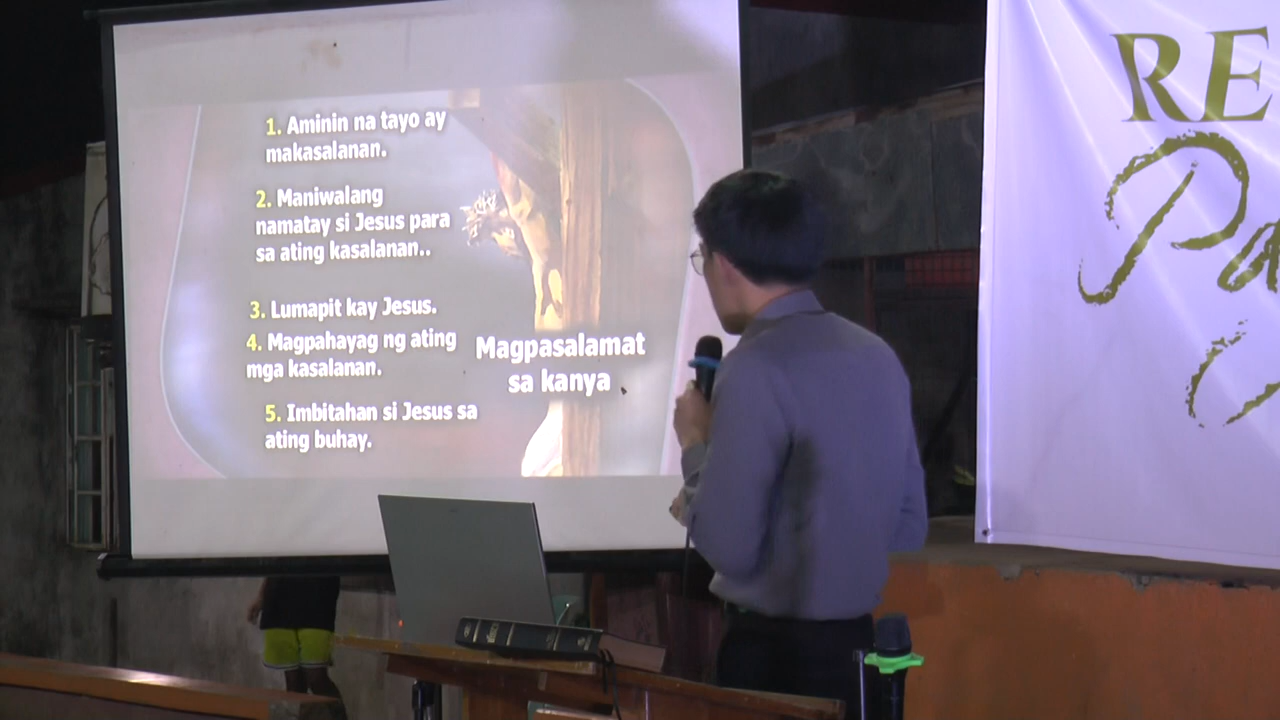 1. Aminin na tayo ay
makasalanan.
2. Maniwalang
namatay si Jesus para
sa ating kasalanan..
3. Lumapit kay Jesus.
4. Magpahayag ng ating
mga kasalanan.
5. Imbitahan si Jesus sa
ating buhay.
Magpasalamat
sa kanya
RE
Pa